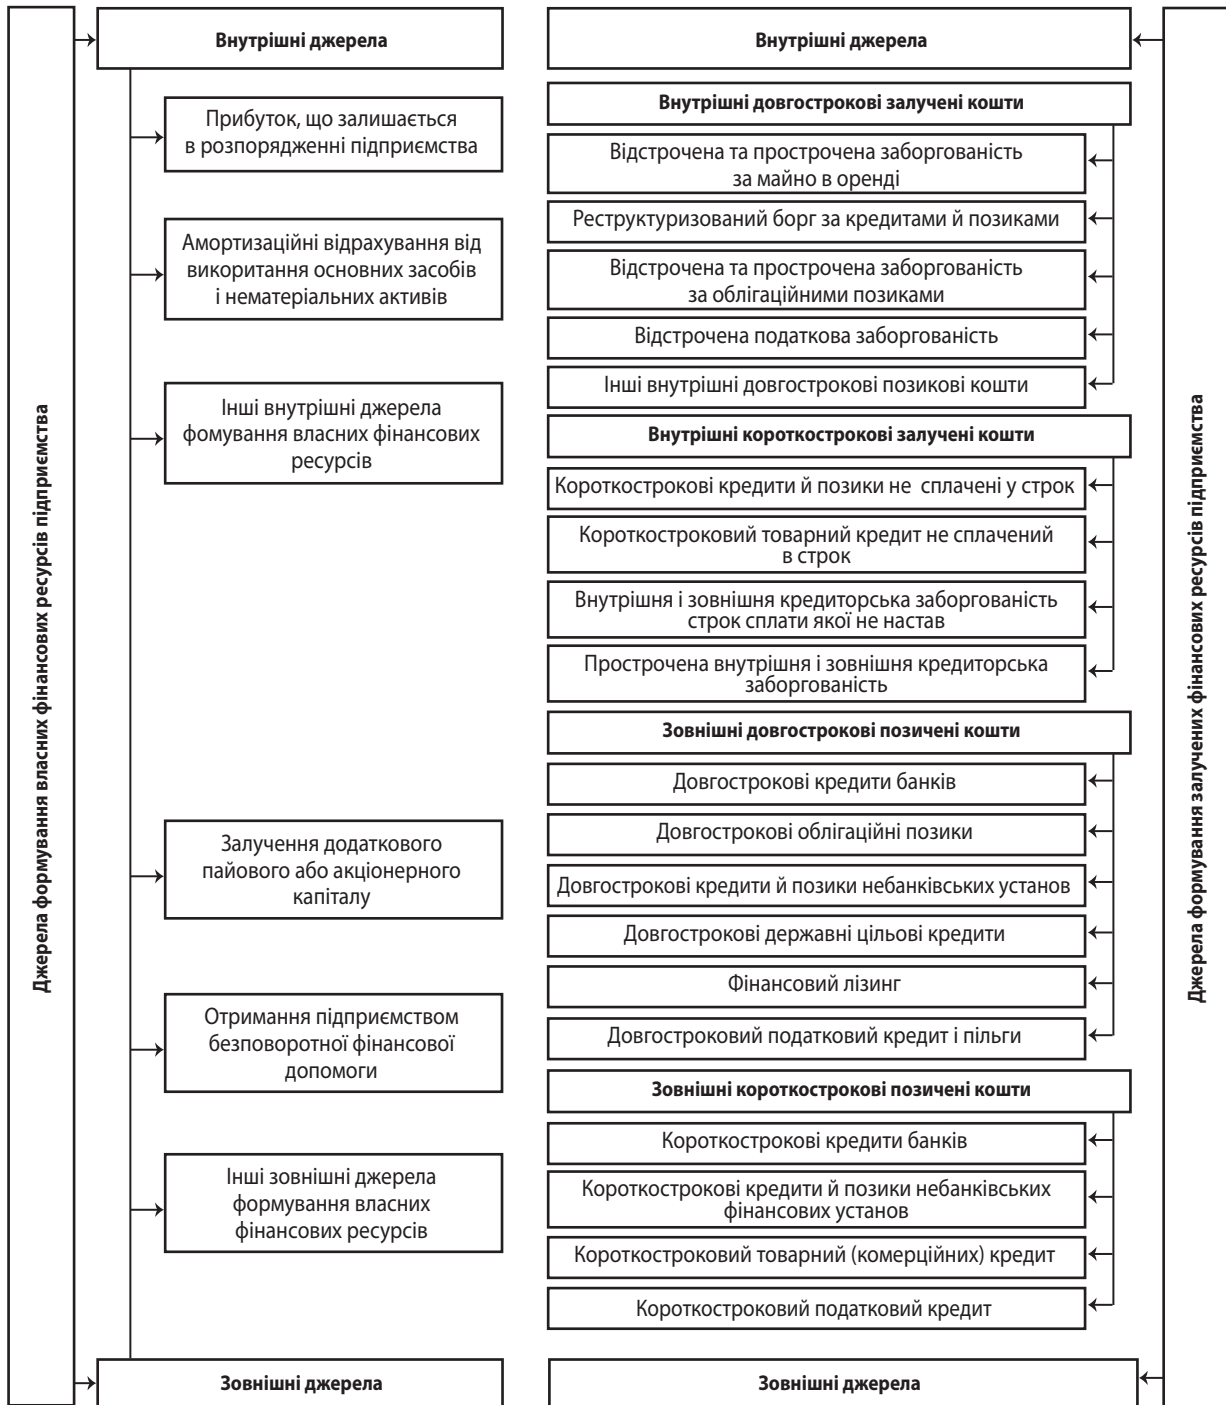 Джерела формування власних фінансових ресурсів підприємства
Внутрішні джерела
Прибуток, що залишається
в розпорядженні підприємства
Амортизаційні відрахування від
викоритання основних засобів
і нематеріальних активів
Інші внутрішні джерела
фомування власних фінансових
ресурсів
Залучення додаткового
пайового або акціонерного
капіталу
Отримання підприємством
безповоротної фінансової
допомоги
Інші зовнішні джерела
формування власних
фінансових ресурсів
Зовнішні джерела
Внутрішні джерела
Внутрішні довгострокові залучені кошти
Відстрочена та прострочена заборгованість
за майно в оренді
Реструктуризований борг за кредитами й позиками
Відстрочена та прострочена заборгованість
за облігаційними позиками
Відстрочена податкова заборгованість
Інші внутрішні довгострокові позикові кошти
Внутрішні короткострокові залучені кошти
Короткострокові кредити й позики не сплачені у строк
Короткостроковий товарний кредит не сплачений
в строк
Внутрішня і зовнішня кредиторська заборгованість
строк сплати якої не настав
Прострочена внутрішня і зовнішня кредиторська
заборгованість
Зовнішні довгострокові позичені кошти
Довгострокові кредити банків
Довгострокові облігаційні позики
Довгострокові кредити й позики небанківських установ
Довгострокові державні цільові кредити
Фінансовий лізинг
Довгостроковий податковий кредит і пільги
Зовнішні короткострокові позичені кошти
Короткострокові кредити банків
Короткострокові кредити й позики небанківських
фінансових установ
Короткостроковий товарний (комерційних) кредит
Короткостроковий податковий кредит
Зовнішні джерела
Джерела формування залучених фінансових ресурсів підприємства